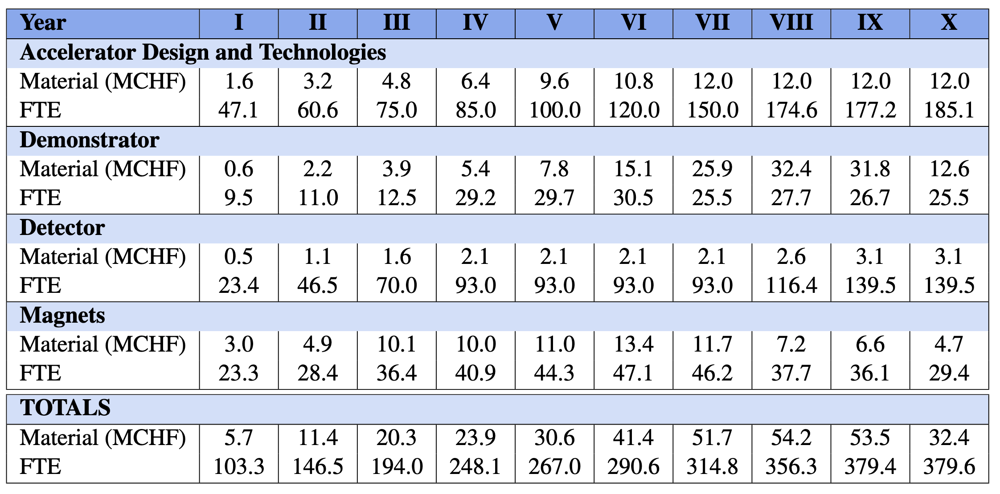 Year I II III IV V VI VII VIII IX X
Accelerator Design and Technologies
Material (MCHF) 1.6 3.2 4.8 6.4 9.6 10.8 12.0 12.0 12.0 12.0
FTE 47.1 60.6 75.0 85.0 100.0 120.0 150.0 174.6 177.2 185.1
Demonstrator
Material (MCHF) 0.6 2.2 3.9 5.4 7.8 15.1 25.9 32.4 31.8 12.6
FTE 9.5 11.0 12.5 29.2 29.7 30.5 25.5 27.7 26.7 25.5
Detector
Material (MCHF) 0.5 1.1 1.6 2.1 2.1 2.1 2.1 2.6 3.1 3.1
FTE 23.4 46.5 70.0 93.0 93.0 93.0 93.0 116.4 139.5 139.5
Magnets
Material (MCHF) 3.0 4.9 10.1 10.0 11.0 13.4 11.7 7.2 6.6 4.7
FTE 23.3 28.4 36.4 40.9 44.3 47.1 46.2 37.7 36.1 29.4
TOTALS
Material (MCHF) 5.7 11.4 20.3 23.9 30.6 41.4 51.7 54.2 53.5 32.4
FTE 103.3 146.5 194.0 248.1 267.0 290.6 314.8 356.3 379.4 379.6